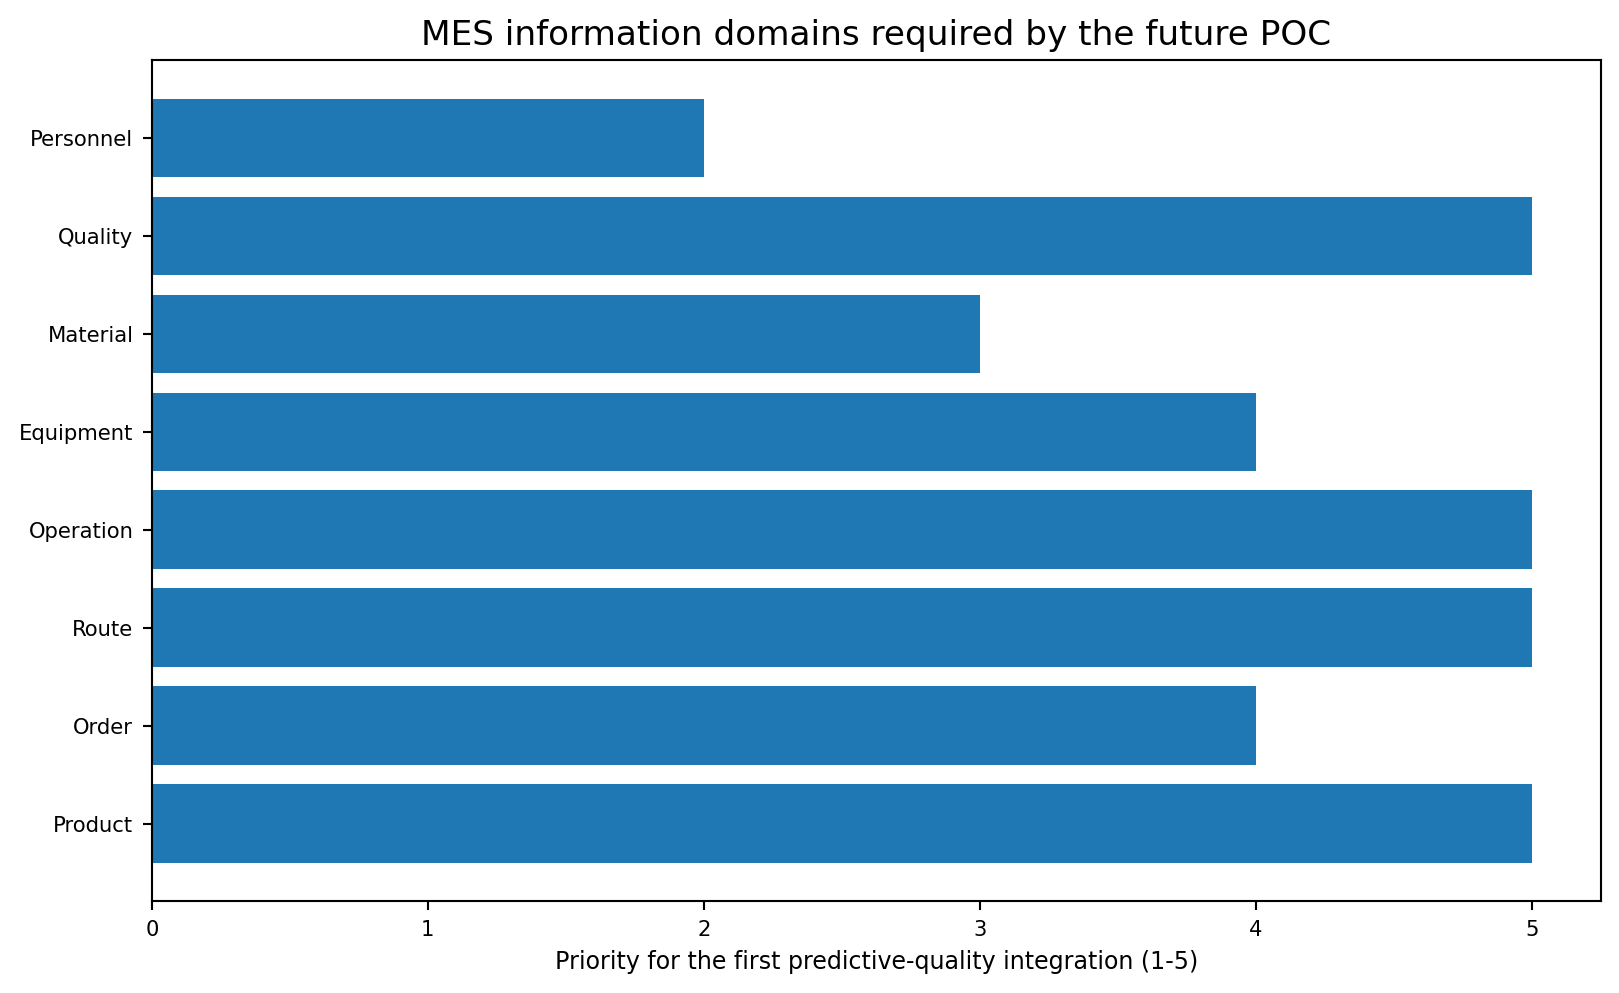 MES information domains required by the future POC
Personnel
Quality
Material
Equipment
Operation
Route
Order
Product
0 1 2 3 4 5
Priority for the first predictive-quality integration (1-5)